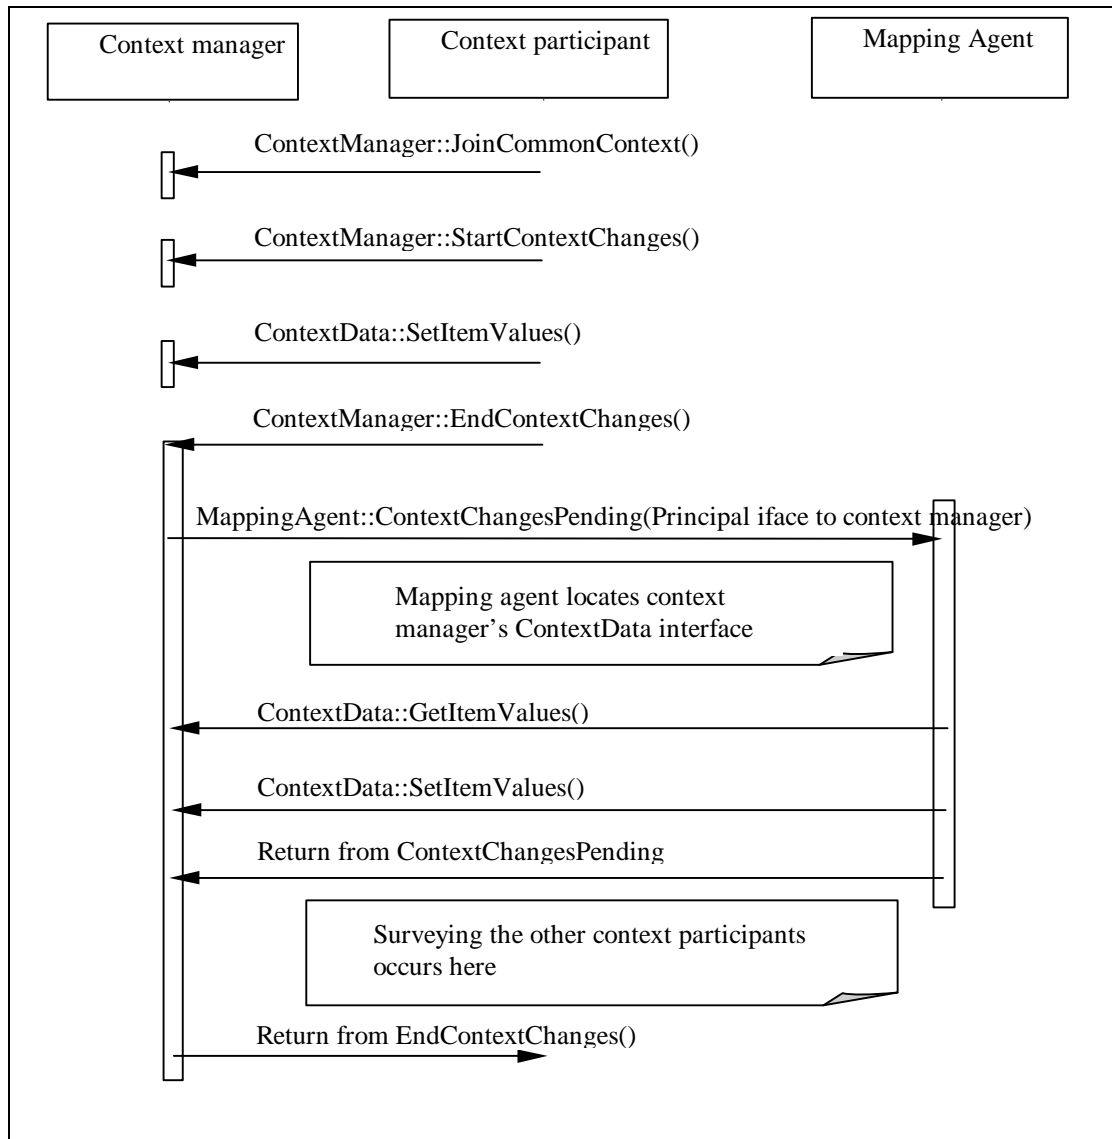 Context manager
Context participant
Mapping Agent
ContextManager::JoinCommonContext()
ContextManager::StartContextChanges()
ContextData::SetItemValues()
ContextManager::EndContextChanges()
MappingAgent::ContextChangesPending(Principal iface to context manager)
Mapping agent locates context
manager’s ContextData interface
ContextData::GetItemValues()
ContextData::SetItemValues()
Return from ContextChangesPending
Surveying the other context participants
occurs here
Return from EndContextChanges()